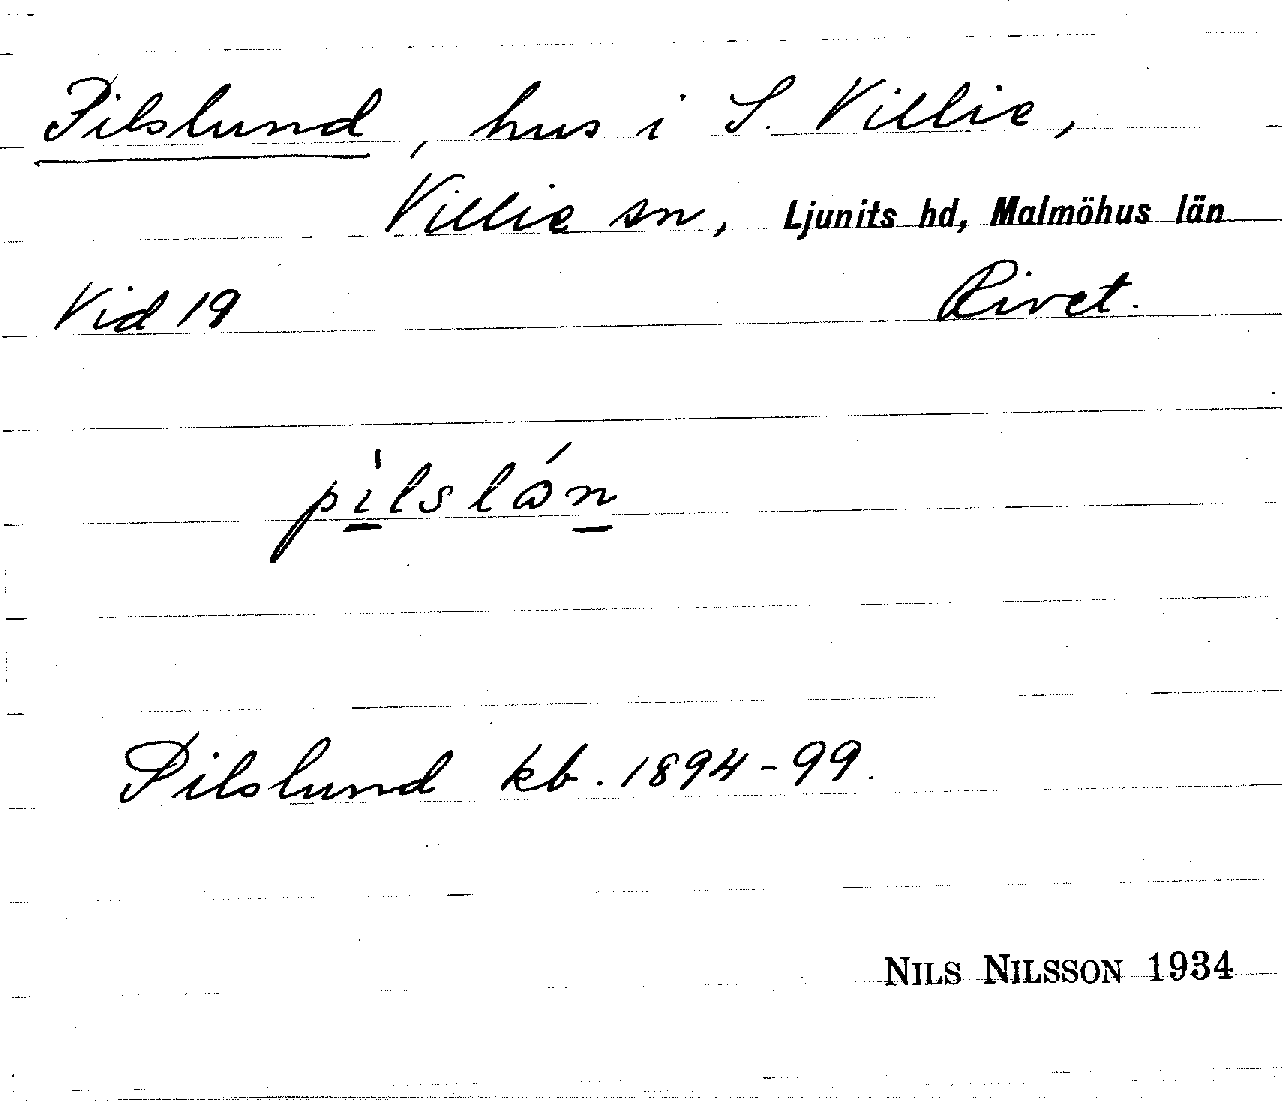 Pilslund, hus i S. Villie,
Villie sn, Ljunits hd, Malmöhus län
Vid 19 Rivet.
pìlslón
Pilslund kb. 1894-99.
NILS NILSSON 1934